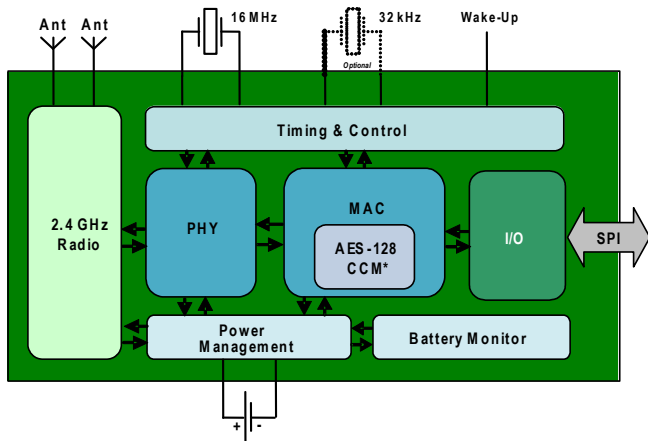 Ant Ant 16 MHz 32 kHz Wake-Up
Optional
Timing & Control
2.4 GHz
Radio
PHY
MAC
AES-128
CCM*
I/O
SPI
Power
Management
Battery Monitor
+ -